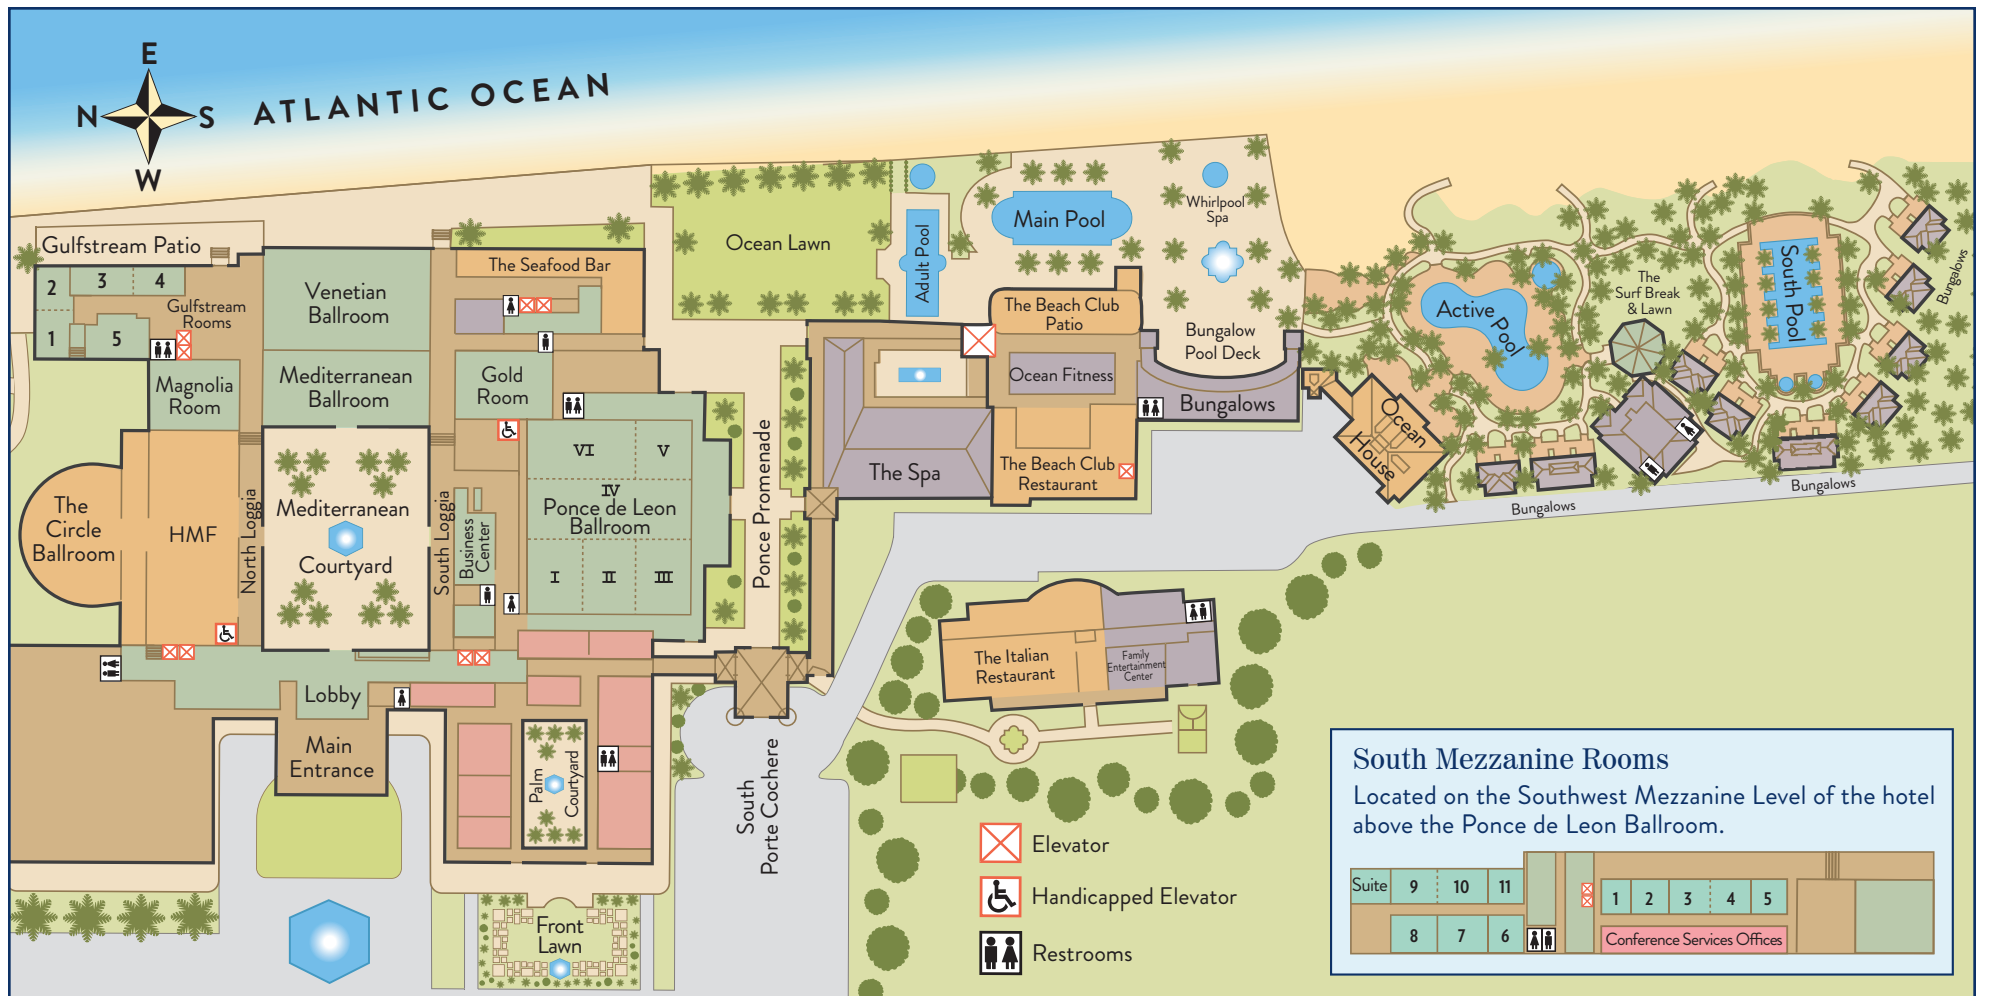 E
N
S
W
ATLANTIC OCEAN
Gulfstream Patio
2
3
4
Gulfstream
Rooms
1
5
Magnolia
Room
Venetian
Ballroom
Mediterranean
Ballroom
The Seafood Bar
Gold
Room
The
Circle
Ballroom
HMF
North Loggia
Mediterranean
Courtyard
South Loggia
Business
Center
VI
V
IV
Ponce de Leon
Ballroom
I
II
III
Lobby
Main
Entrance
Palm
Courtyard
Front
Lawn
Ocean Lawn
Ponce Promenade
South
Porte Cochere
Adult Pool
Main Pool
Whirlpool
Spa
The Beach Club
Patio
Bungalow
Pool Deck
Ocean Fitness
Bungalows
The Spa
The Beach Club
Restaurant
Ocean
House
Active
Pool
The
Surf Break
& Lawn
South Pool
Bungalows
Bungalows
Bungalows
The Italian
Restaurant
Family
Entertainment
Center
Elevator
Handicapped Elevator
Restrooms
South Mezzanine Rooms
Located on the Southwest Mezzanine Level of the hotel
above the Ponce de Leon Ballroom.
Suite
9
10
11
8
7
6
1
2
3
4
5
Conference Services Offices